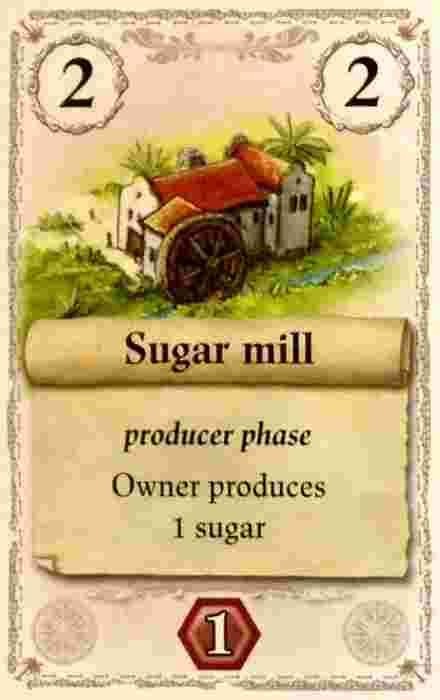 2 2
Sugar mill
producer phase
Owner produces
1 sugar
1